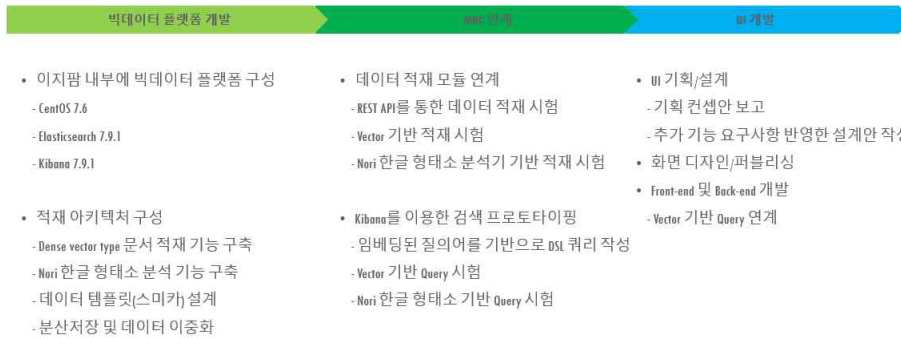 빅데이터 플랫폼 개발
MRC 연계
UI 개발
• 이지팜 내부에 빅데이터 플랫폼 구성
- CentOS 7.6
- Elasticsearch 7.9.1
- Kibana 7.9.1
• 적재 아키텍처 구성
- Dense vector type 문서 적재 기능 구축
- Nori 한글 형태소 분석 기능 구축
- 데이터 템플릿(스미카) 설계
- 분산저장 및 데이터 이중화
• 데이터 적재 모듈 연계
- REST API를 통한 데이터 적재 시험
- Vector 기반 적재 시험
- Nori 한글 형태소 분석기 기반 적재 시험
• Kibana를 이용한 검색 프로토타이핑
- 임베딩된 질의어를 기반으로 DSL 쿼리 작성
- Vector 기반 Query 시험
- Nori 한글 형태소 기반 Query 시험
• UI 기획/설계
- 기획 컨셉안 보고
- 추가 기능 요구사항 반영한 설계안 작성
• 화면 디자인/퍼블리싱
• Front-end 및 Back-end 개발
- Vector 기반 Query 연계